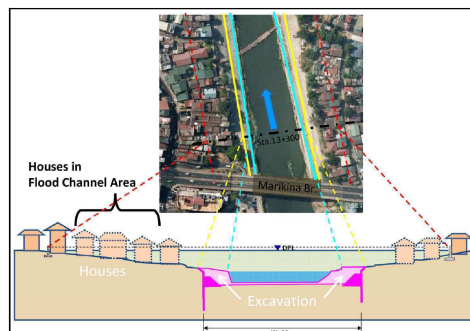 Sta.13+300
Marikina Br.
Houses in
Flood Channel Area
DFL
Houses
Excavation